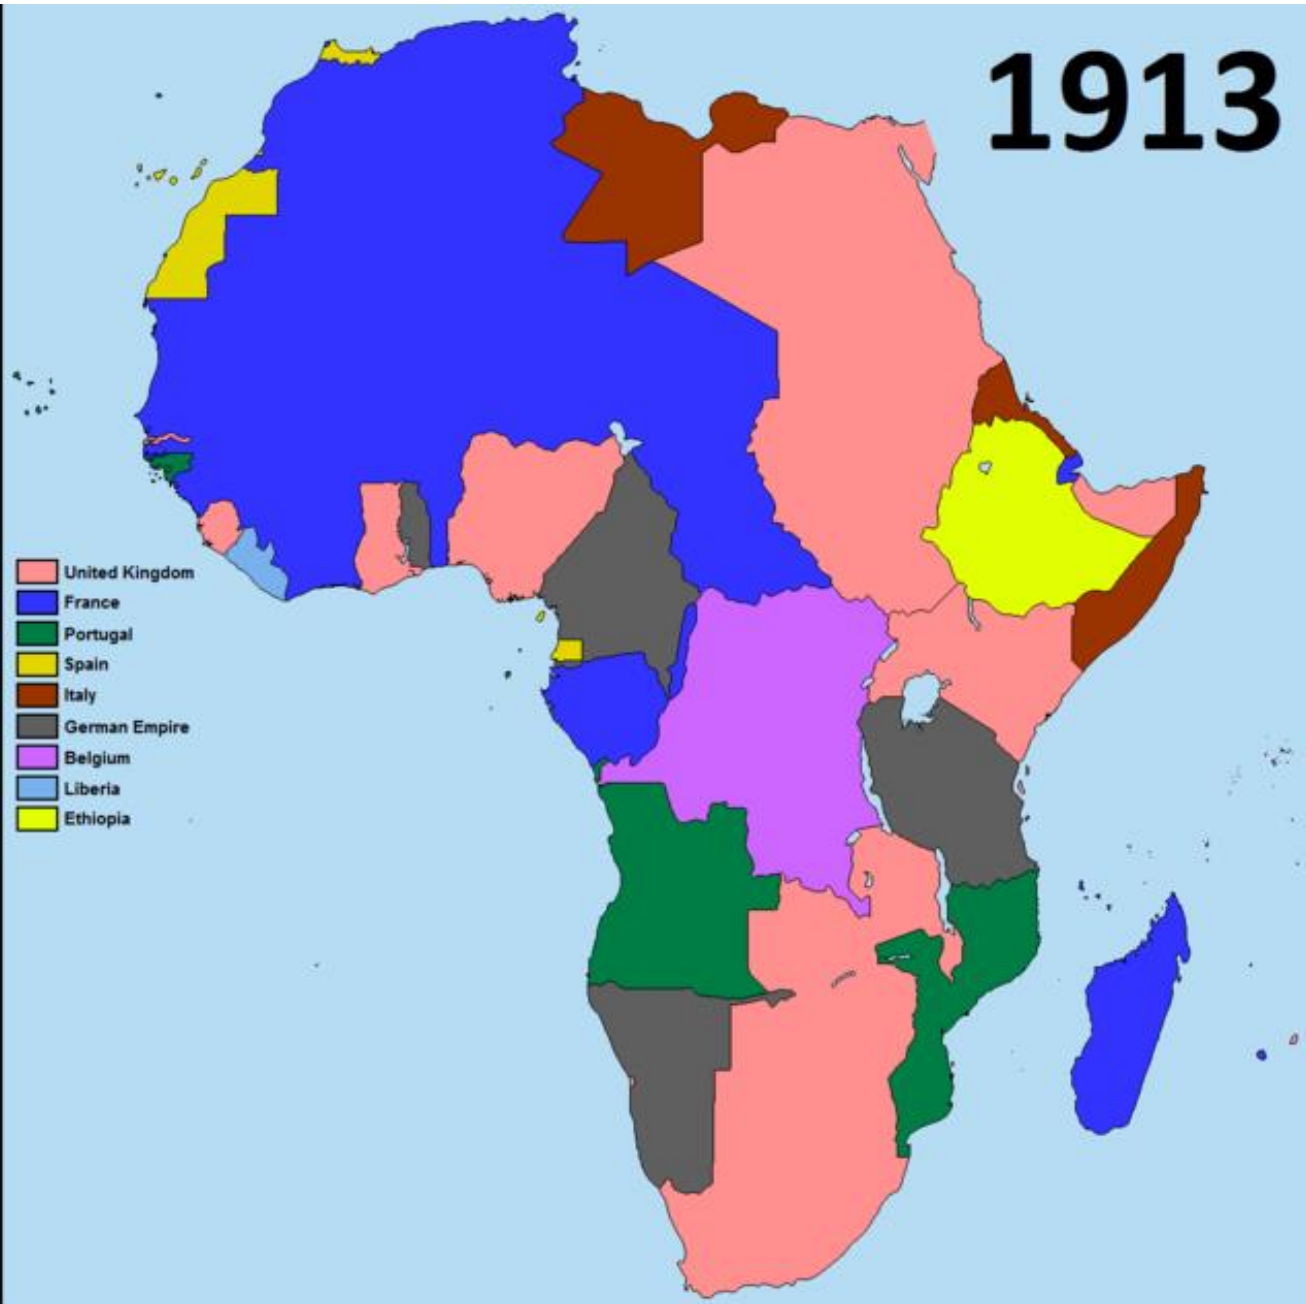 1913
United Kingdom
France
Portugal
Spain
Italy
German Empire
Belgium
Liberia
Ethiopia